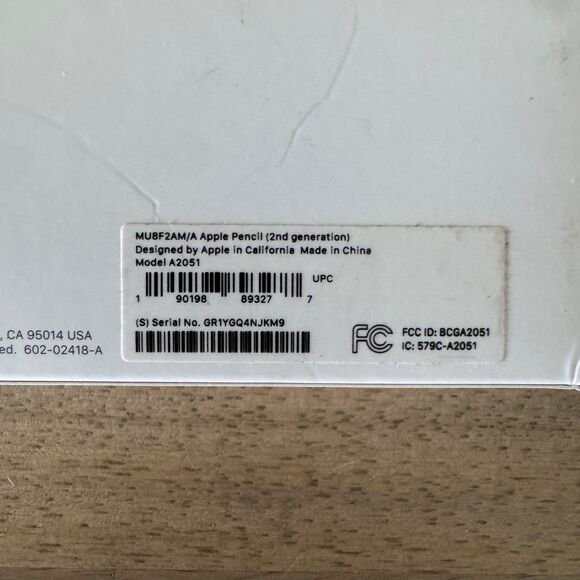 MU8F2AM/A Apple Pencil (2nd generation)
Designed by Apple in California Made in China
Model A2051
UPC
1 90198 89327 7
(S) Serial No. GR1YGQ4NJKM9
FC FCC ID: BCGA2051
IC: 579C-A2051
, CA 95014 USA
ed. 602-02418-A